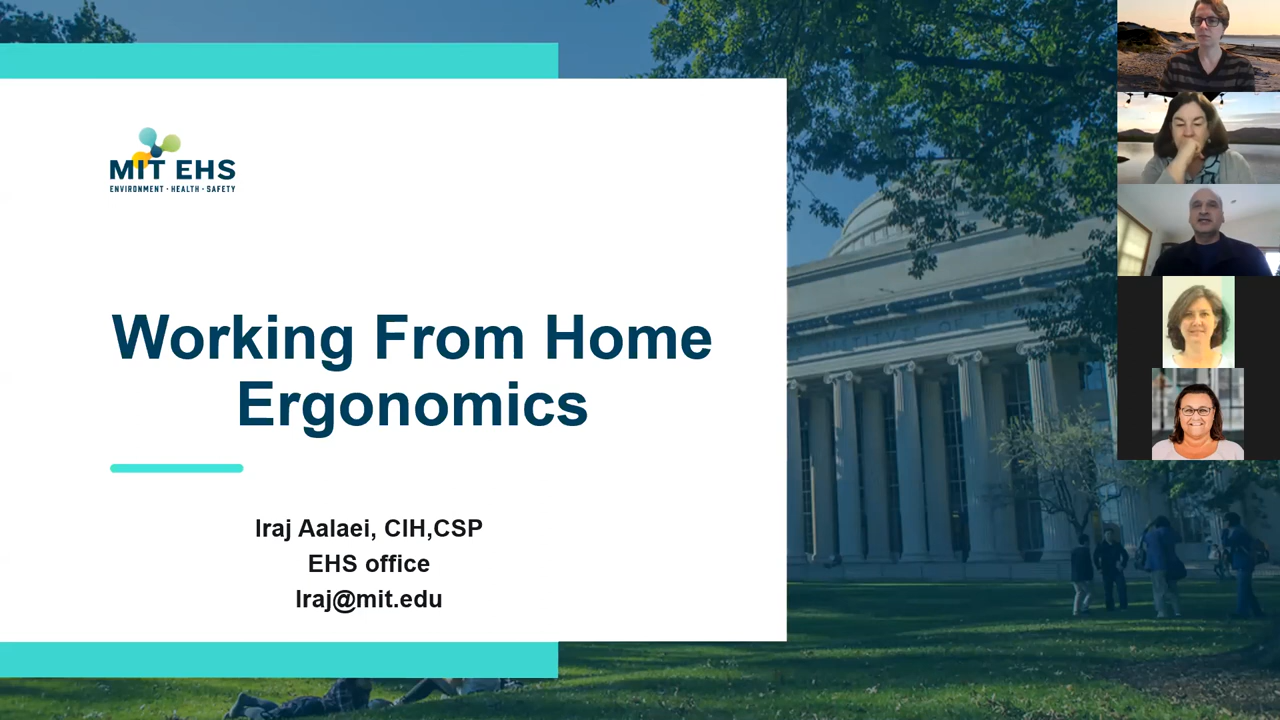 MIT EHS
ENVIRONMENT · HEALTH · SAFETY
Working From Home
Ergonomics
Iraj Aalaei, CIH,CSP
EHS office
Iraj@mit.edu